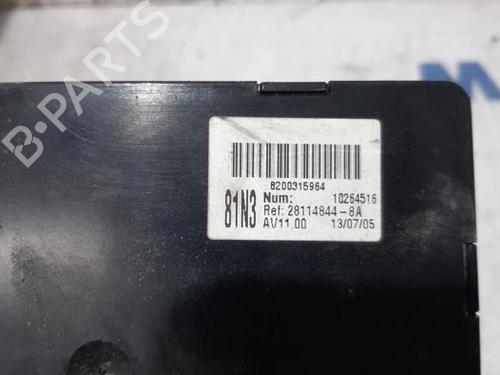 B-PARTS
8200315964
81N3
Num: 10264516
Ref: 28114844-8A
AV11.00 13/07/05